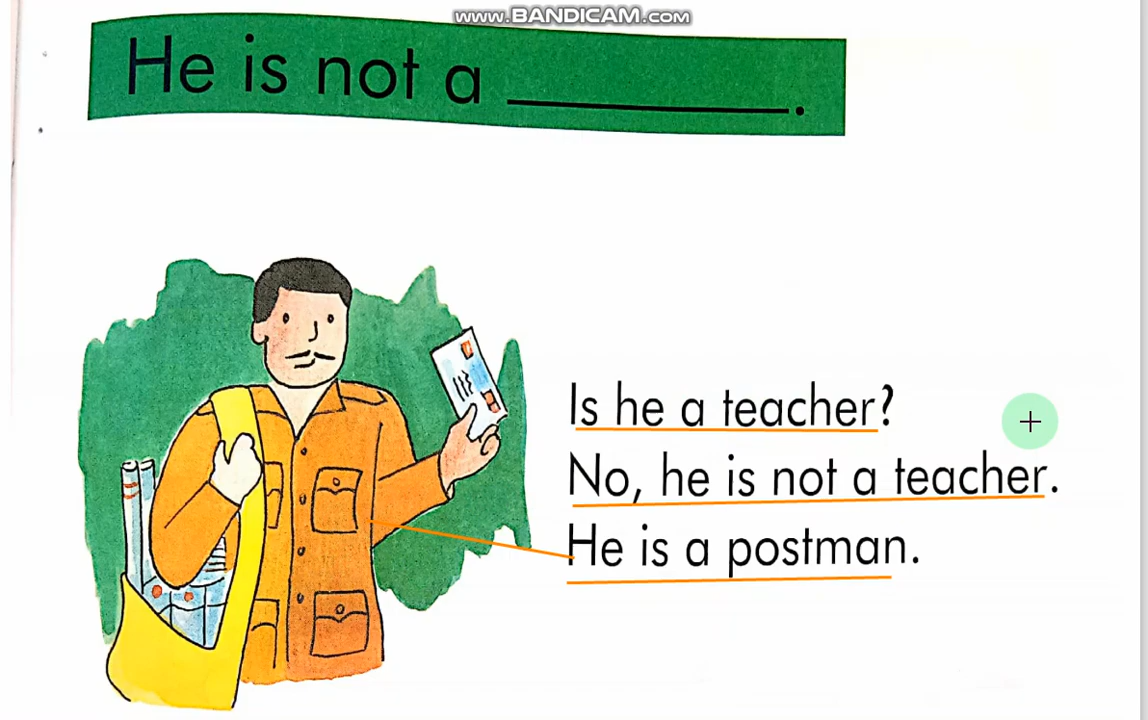 www.BANDICAM.com
He is not a ________.
Is he a teacher?
No, he is not a teacher.
He is a postman.